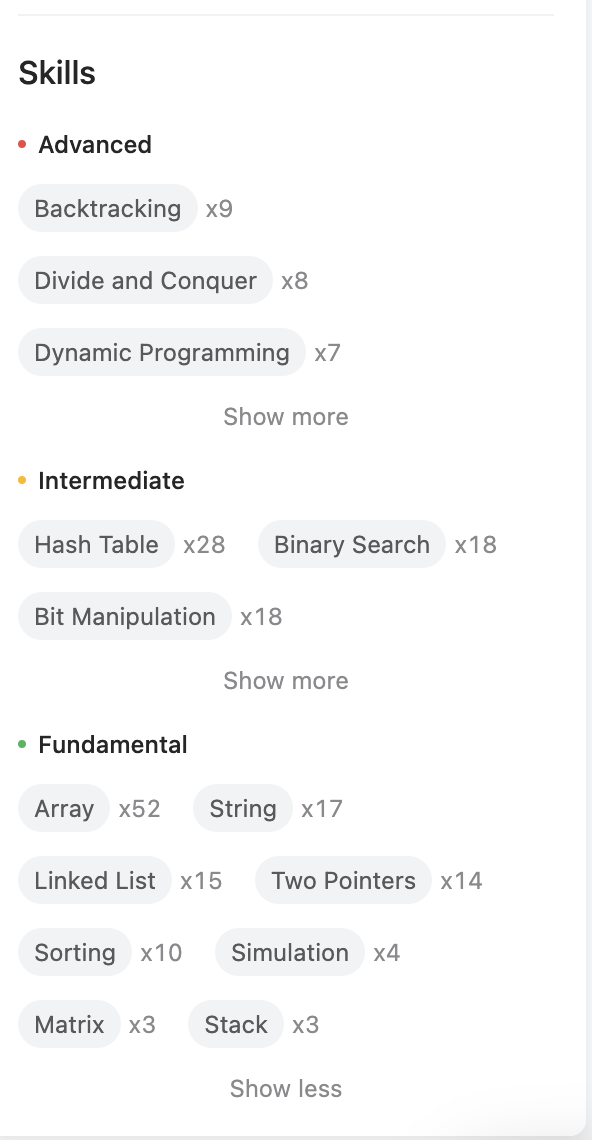 Skills
Advanced
Backtracking x9
Divide and Conquer x8
Dynamic Programming x7
Show more
Intermediate
Hash Table x28 Binary Search x18
Bit Manipulation x18
Show more
Fundamental
Array x52 String x17
Linked List x15 Two Pointers x14
Sorting x10 Simulation x4
Matrix x3 Stack x3
Show less